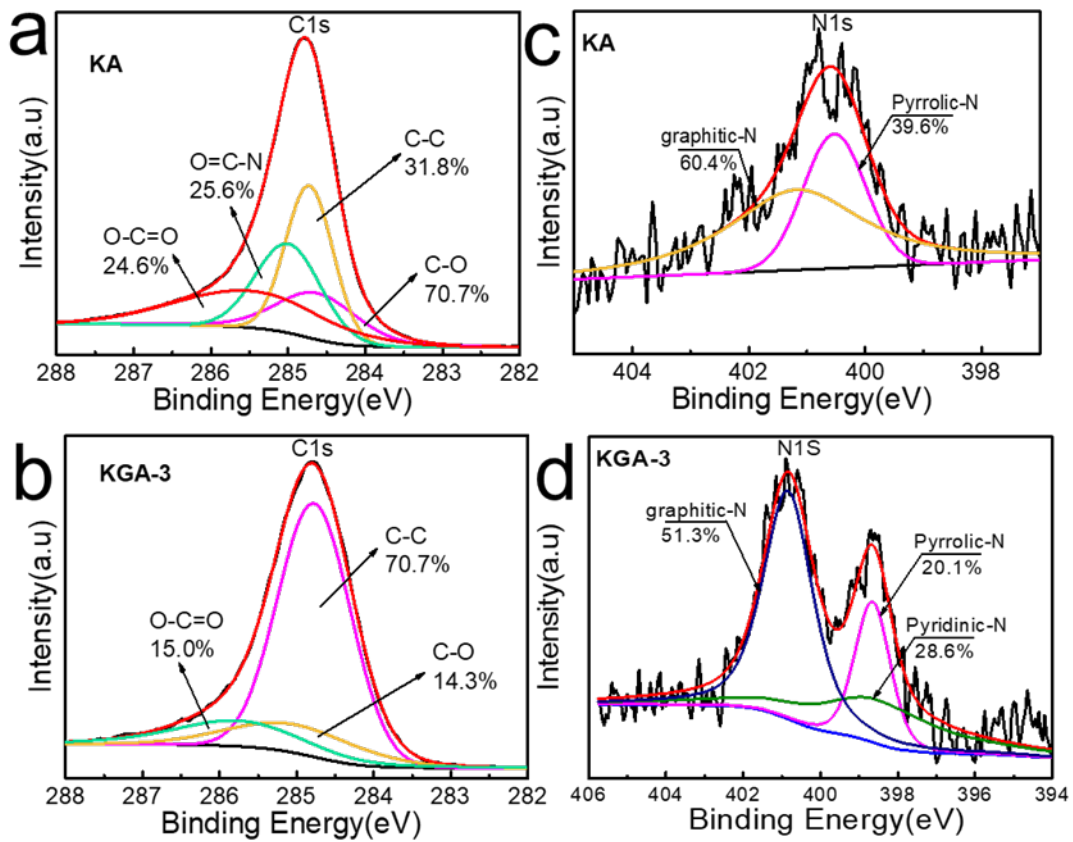 a
C1s
KA
C-C
31.8%
O=C-N
25.6%
O-C=O
24.6%
C-O
70.7%
Intensity(a.u)
288 287 286 285 284 283 282
Binding Energy(eV)
c
N1s
KA
Pyrrolic-N
39.6%
graphitic-N
60.4%
Intensity(a.u)
404 402 400 398
Binding Energy(eV)
b
C1s
KGA-3
C-C
70.7%
O-C=O
15.0%
C-O
14.3%
Intensity(a.u)
288 287 286 285 284 283 282
Binding Energy(eV)
d
N1S
KGA-3
graphitic-N
51.3%
Pyrrolic-N
20.1%
Pyridinic-N
28.6%
Intensity(a.u)
406 404 402 400 398 396 394
Binding Energy(eV)